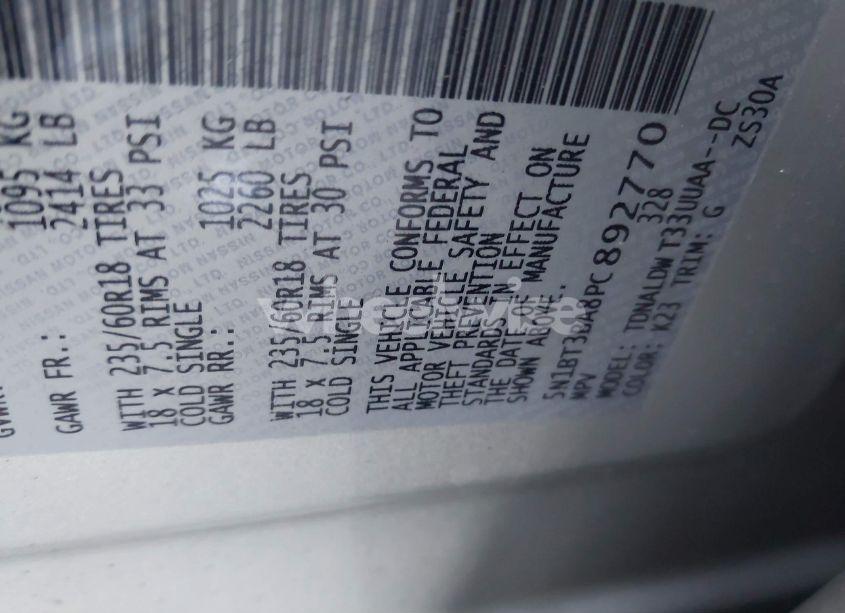 GAWR FR.: 1095 KG
2414 LB
WITH 235/60R18 TIRES
18 X 7.5 RIMS AT 33 PSI
COLD SINGLE
GAWR RR.: 1025 KG
2260 LB
WITH 235/60R18 TIRES
18 X 7.5 RIMS AT 30 PSI
COLD SINGLE
THIS VEHICLE CONFORMS TO
ALL APPLICABLE FEDERAL
MOTOR VEHICLE SAFETY AND
THEFT PREVENTION
STANDARDS IN EFFECT ON
THE DATE OF MANUFACTURE
SHOWN ABOVE.
5N1BT3BA8PC892770
MPV 328
MODEL: TDNALDW T33UUAA--DC
COLOR: K23 TRIM: G ZS30A